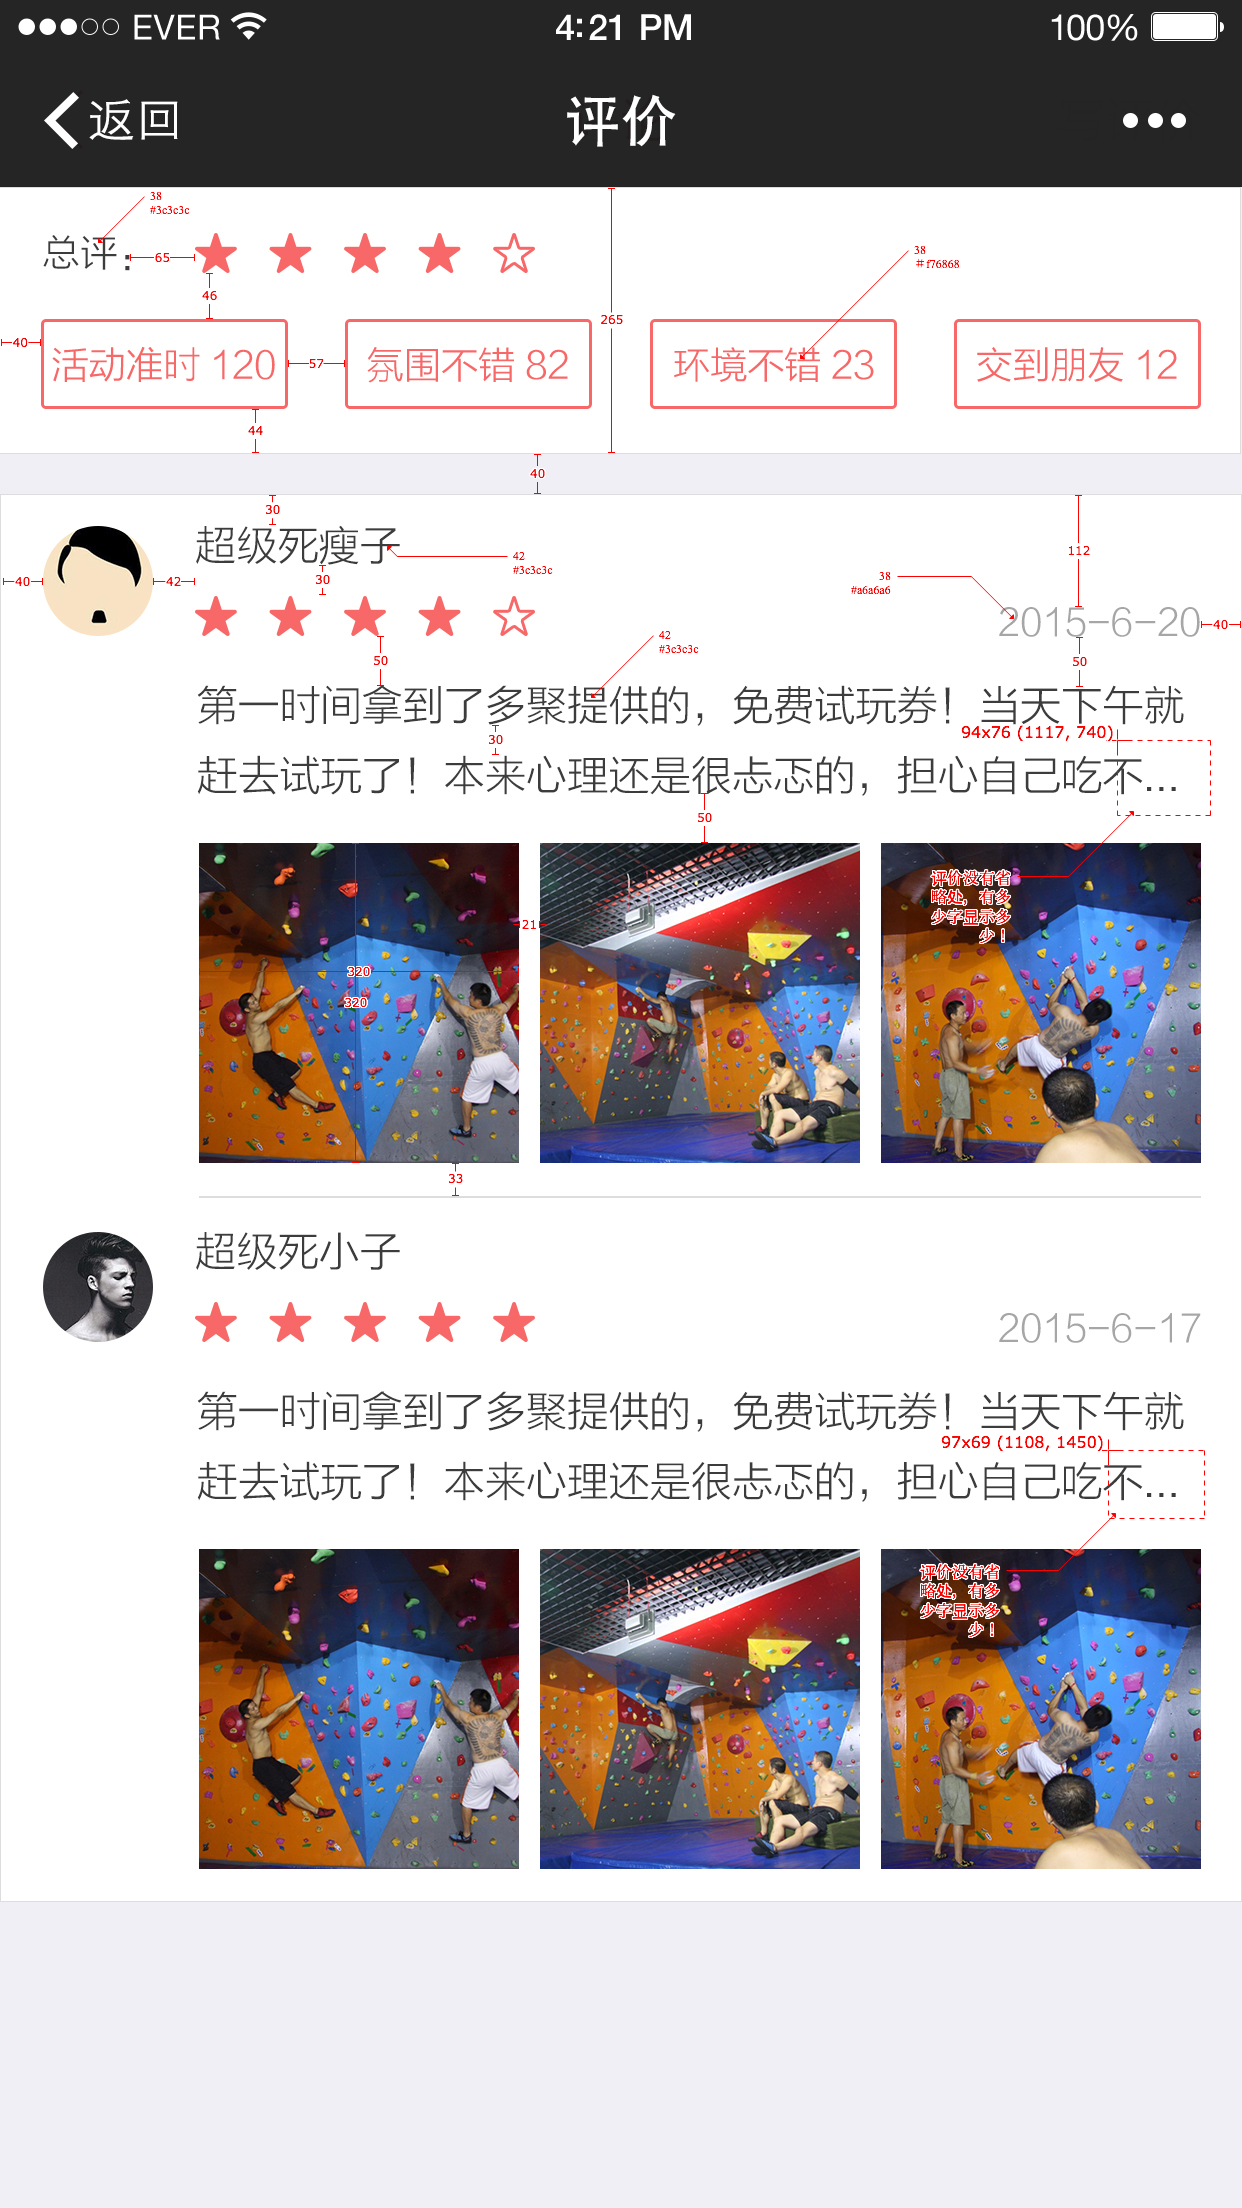 EVER 4:21 PM 100%
返回 评价
38
#3c3c3c
总评：
65
38
#f76868
46
265
40
活动准时 120
57
氛围不错 82
环境不错 23
交到朋友 12
44
40
30
超级死瘦子
42
#3c3c3c
112
40
42
30
38
#a6a6a6
2015-6-20
40
42
#3c3c3c
50
50
第一时间拿到了多聚提供的，免费试玩券！当天下午就
30
94x76 (1117, 740)
赶去试玩了！本来心理还是很忐忑的，担心自己吃不...
50
评价没有省
略处，有多
少字显示多
少！
21
320
320
33
超级死小子
2015-6-17
第一时间拿到了多聚提供的，免费试玩券！当天下午就
97x69 (1108, 1450)
赶去试玩了！本来心理还是很忐忑的，担心自己吃不...
评价没有省
略处，有多
少字显示多
少！